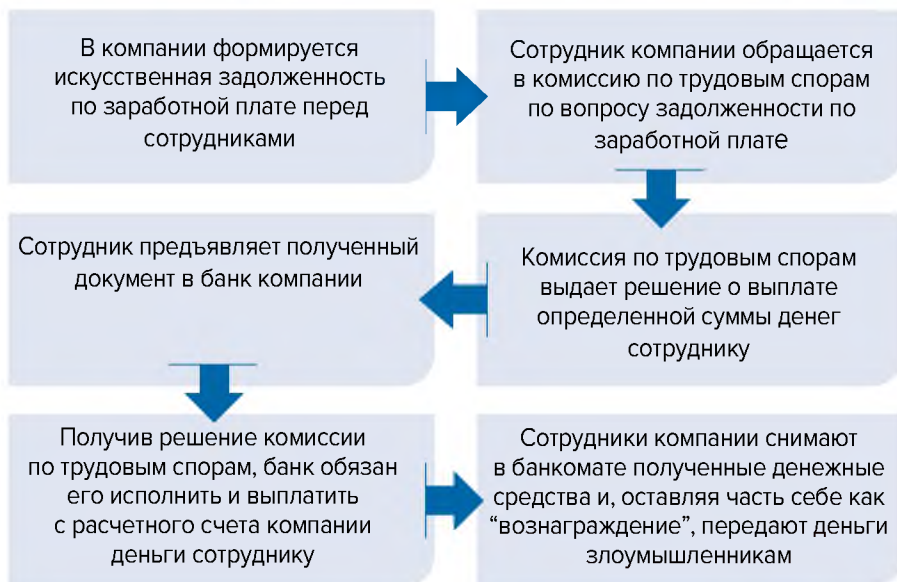 В компании формируется
искусственная задолженность
по заработной плате перед
сотрудниками
Сотрудник компании обращается
в комиссию по трудовым спорам
по вопросу задолженности по
заработной плате
Комиссия по трудовым спорам
выдает решение о выплате
определенной суммы денег
сотруднику
Сотрудник предъявляет полученный
документ в банк компании
Получив решение комиссии
по трудовым спорам, банк обязан
его исполнить и выплатить
с расчетного счета компании
деньги сотруднику
Сотрудники компании снимают
в банкомате полученные денежные
средства и, оставляя часть себе как
“вознаграждение”, передают деньги
злоумышленникам